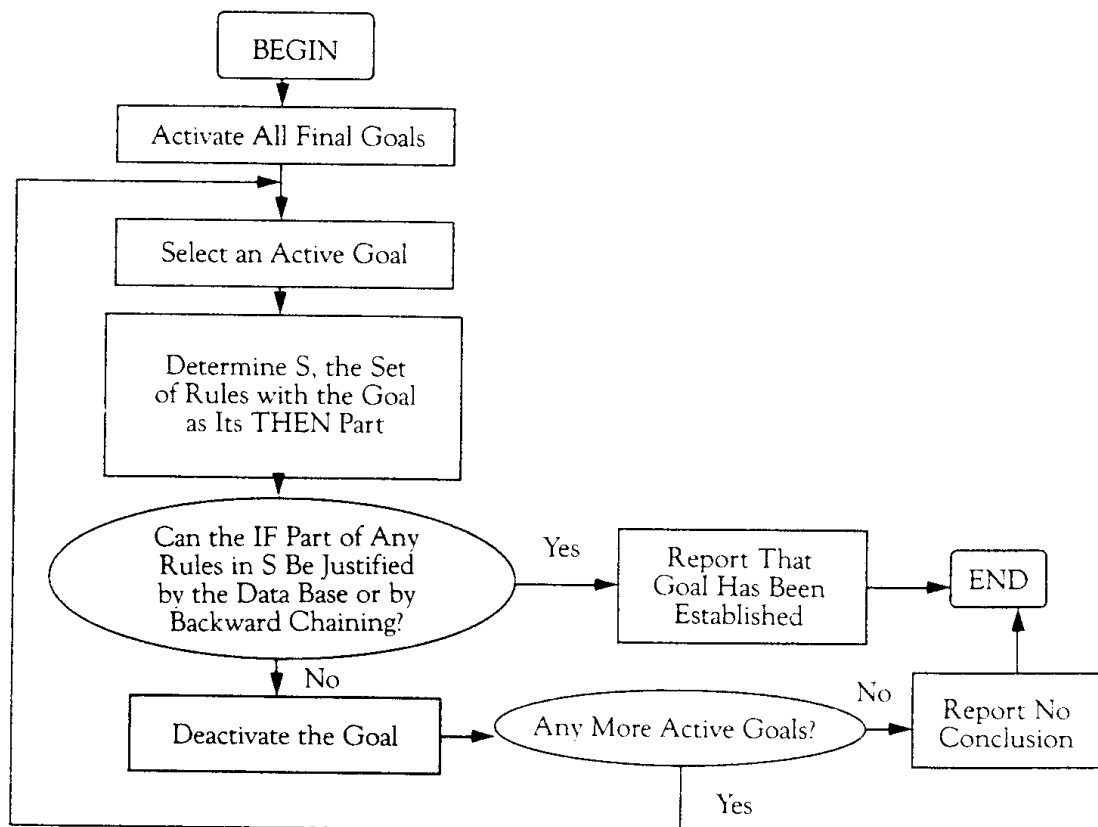 BEGIN
Activate All Final Goals
Select an Active Goal
Determine S, the Set
of Rules with the Goal
as Its THEN Part
Can the IF Part of Any
Rules in S Be Justified
by the Data Base or by
Backward Chaining?
Yes
Report That
Goal Has Been
Established
END
No
Deactivate the Goal
Any More Active Goals?
No
Report No
Conclusion
Yes